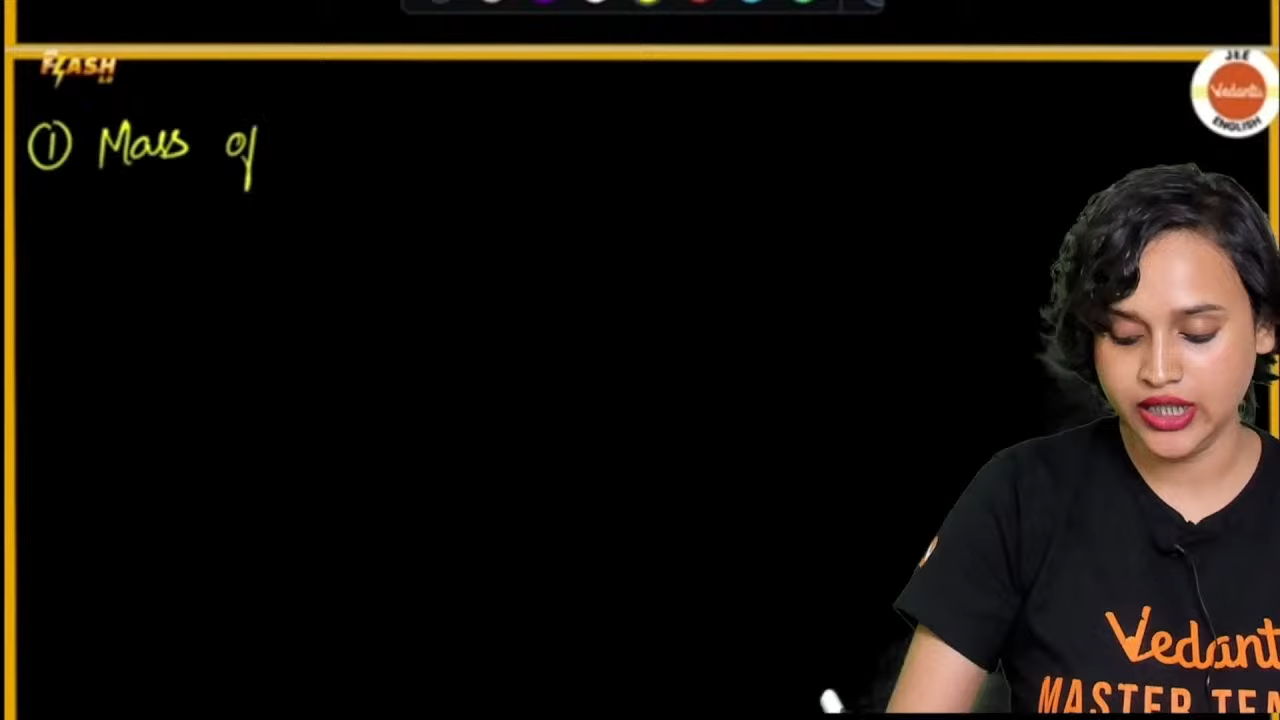 FLASH
① Mass of
JEE
Vedantu
ENGLISH
Vedant
MASTER TEA